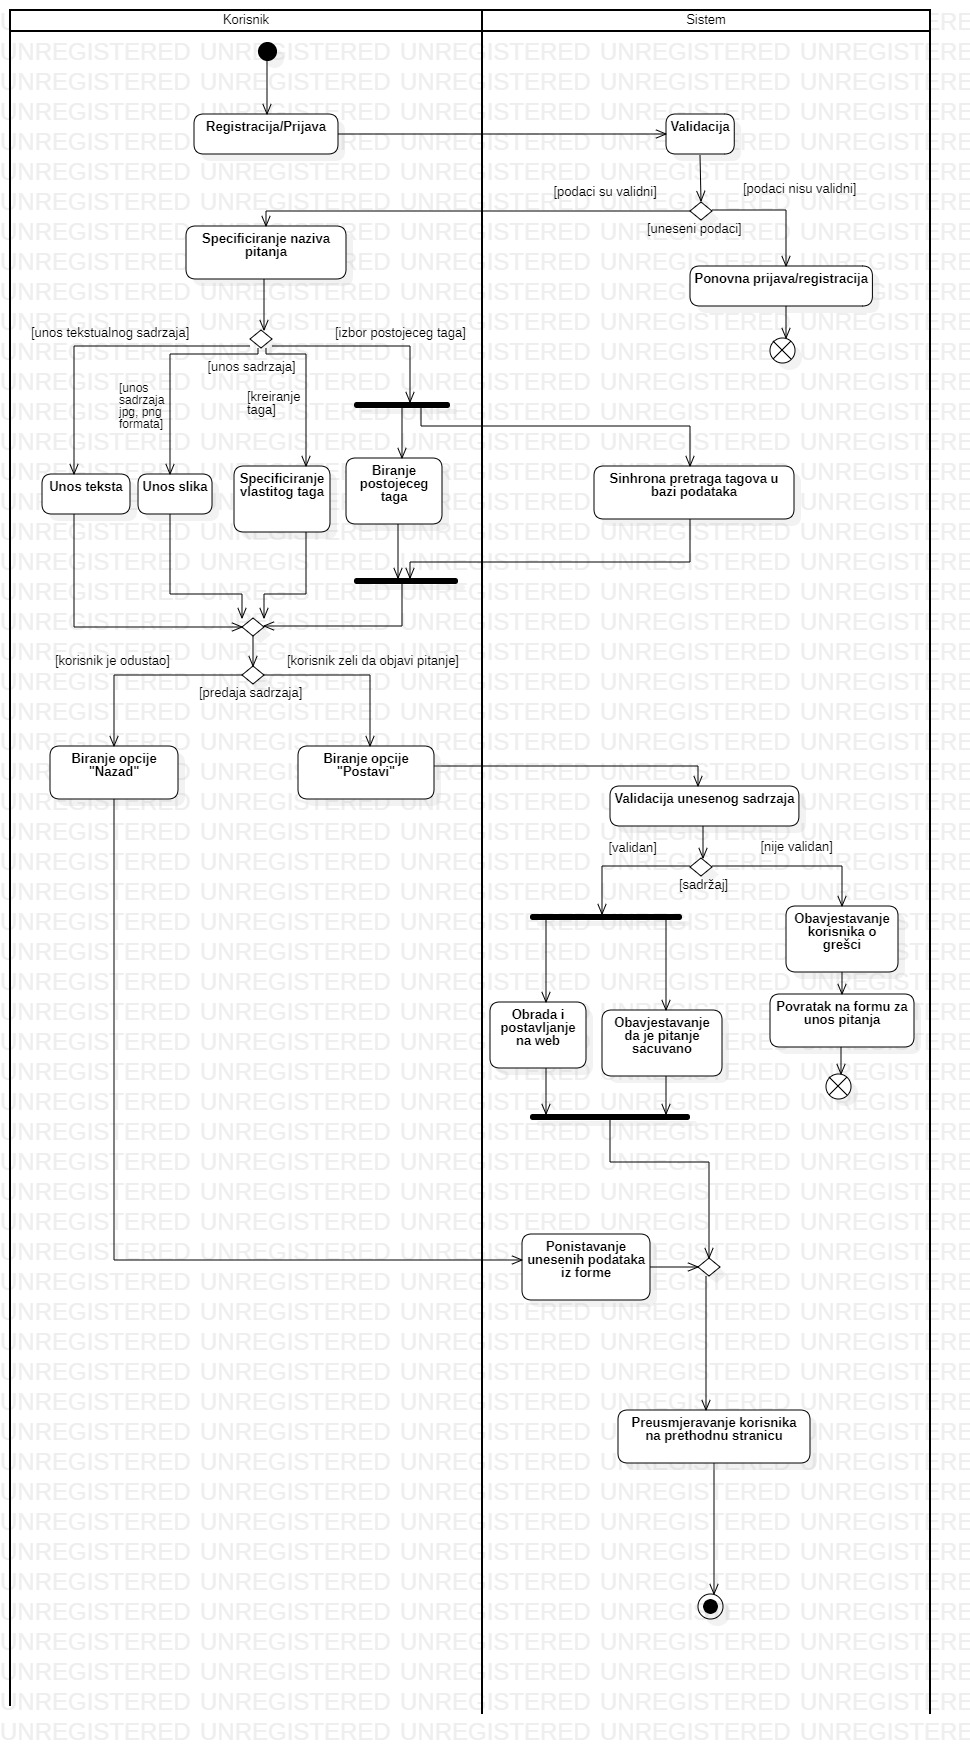 Korisnik
Sistem
Registracija/Prijava
Validacija
[podaci su validni]
[podaci nisu validni]
[uneseni podaci]
Specificiranje naziva
pitanja
Ponovna prijava/registracija
[unos tekstualnog sadrzaja]
[izbor postojeceg taga]
[unos sadrzaja]
[unos
sadrzaja
jpg, png
formata]
[kreiranje
taga]
Unos teksta
Unos slika
Specificiranje
vlastitog taga
Biranje
postojeceg
taga
Sinhrona pretraga tagova u
bazi podataka
[korisnik je odustao]
[korisnik zeli da objavi pitanje]
[predaja sadrzaja]
Biranje opcije
"Nazad"
Biranje opcije
"Postavi"
Validacija unesenog sadrzaja
[validan]
[nije validan]
[sadržaj]
Obavjestavanje
korisnika o
grešci
Obrada i
postavljanje
na web
Obavjestavanje
da je pitanje
sacuvano
Povratak na formu za
unos pitanja
Ponistavanje
unesenih podataka
iz forme
Preusmjeravanje korisnika
na prethodnu stranicu
UNREGISTERED